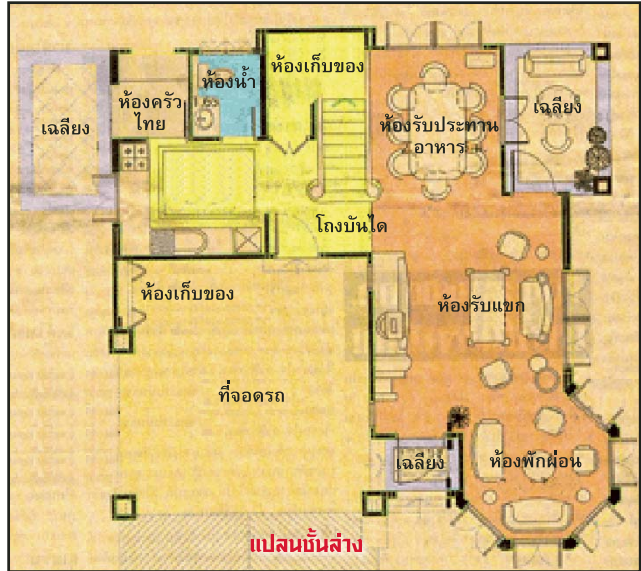 ห้องเก็บของ
ห้องน้ำ
1.65
ห้องครัว
ไทย
เฉลียง
ห้องรับประทาน
อาหาร
เฉลียง
โถงบันได
ห้องเก็บของ
ห้องรับแขก
ที่จอดรถ
เฉลียง
ห้องพักผ่อน
แปลนชั้นล่าง